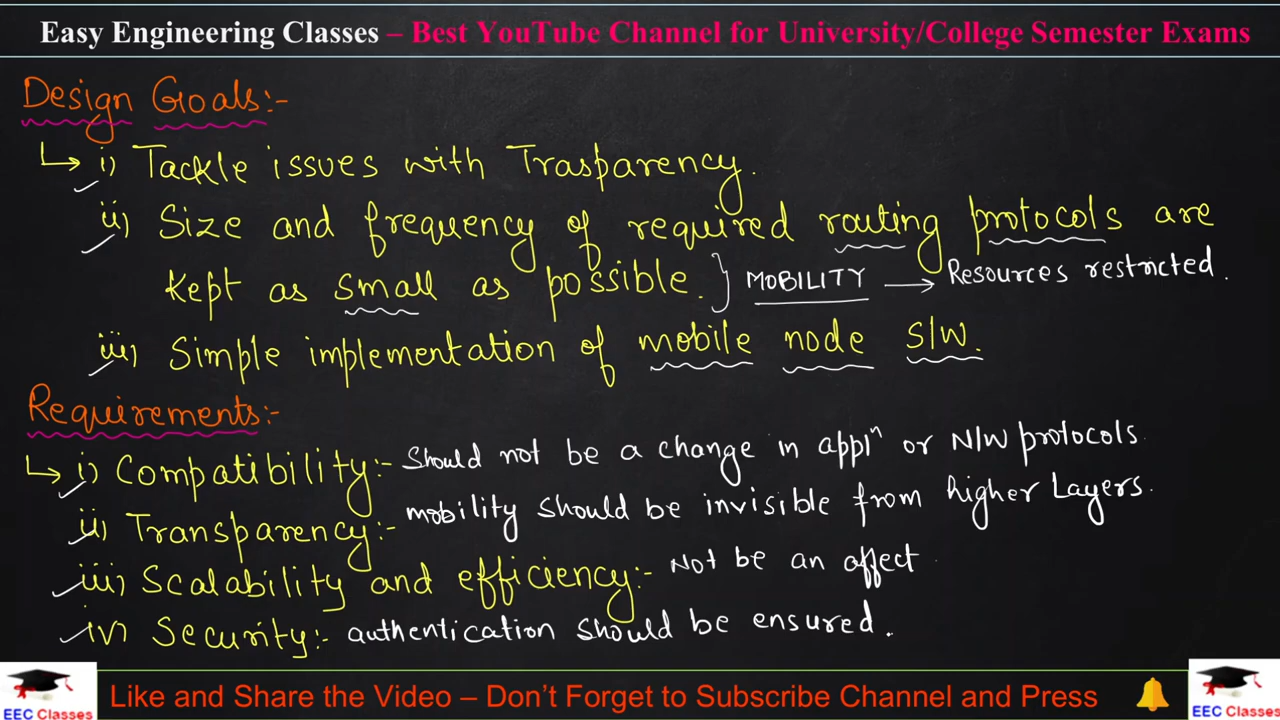 Easy Engineering Classes – Best YouTube Channel for University/College Semester Exams
Design Goals:-
i) Tackle issues with Trasparency.
ii) Size and frequency of required routing protocols are
kept as small as possible. } MOBILITY → Resources restricted.
iii) Simple implementation of mobile node S/W.
Requirements:-
i) Compatibility:- Should not be a change in applⁿ or N/W protocols.
ii) Transparency:- mobility should be invisible from higher Layers.
iii) Scalability and efficiency:- Not be an affect
iv) Security:- authentication should be ensured.
Like and Share the Video – Don't Forget to Subscribe Channel and Press
EEC Classes
EEC Classes